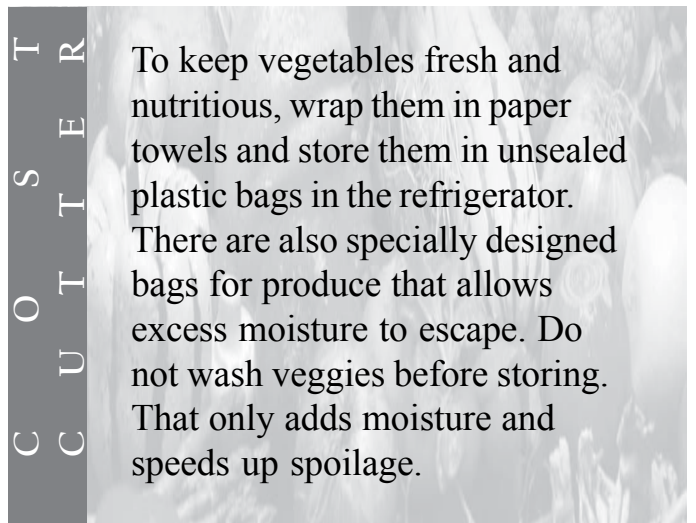 COST
CUTTER
To keep vegetables fresh and
nutritious, wrap them in paper
towels and store them in unsealed
plastic bags in the refrigerator.
There are also specially designed
bags for produce that allows
excess moisture to escape. Do
not wash veggies before storing.
That only adds moisture and
speeds up spoilage.